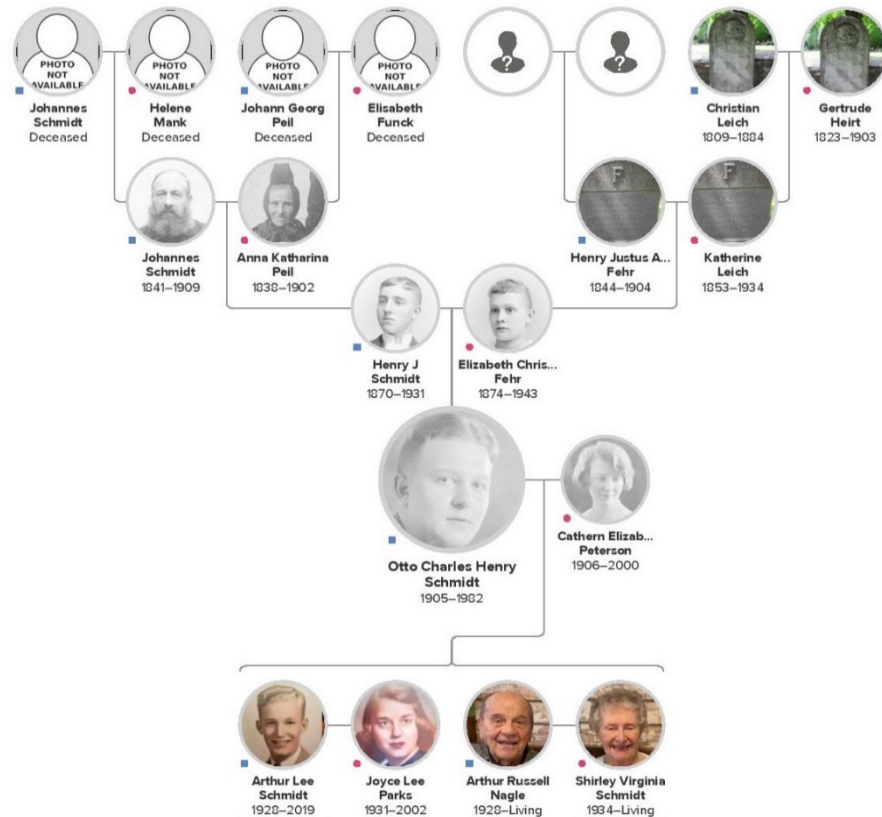 PHOTO
NOT
AVAILABLE
Johannes
Schmidt
Deceased
PHOTO
NOT
AVAILABLE
Helene
Mank
Deceased
PHOTO
NOT
AVAILABLE
Johann Georg
Peil
Deceased
PHOTO
NOT
AVAILABLE
Elisabeth
Funck
Deceased
?
?
Christian
Leich
1809–1884
Gertrude
Heirt
1823–1903
Johannes
Schmidt
1841–1909
Anna Katharina
Peil
1838–1902
F
Henry Justus A...
Fehr
1844–1904
F
Katherine
Leich
1853–1934
Henry J
Schmidt
1870–1931
Elizabeth Chris...
Fehr
1874–1943
Otto Charles Henry
Schmidt
1905–1982
Cathern Elizab...
Peterson
1906–2000
Arthur Lee
Schmidt
1928–2019
Joyce Lee
Parks
1931–2002
Arthur Russell
Nagle
1928–Living
Shirley Virginia
Schmidt
1934–Living